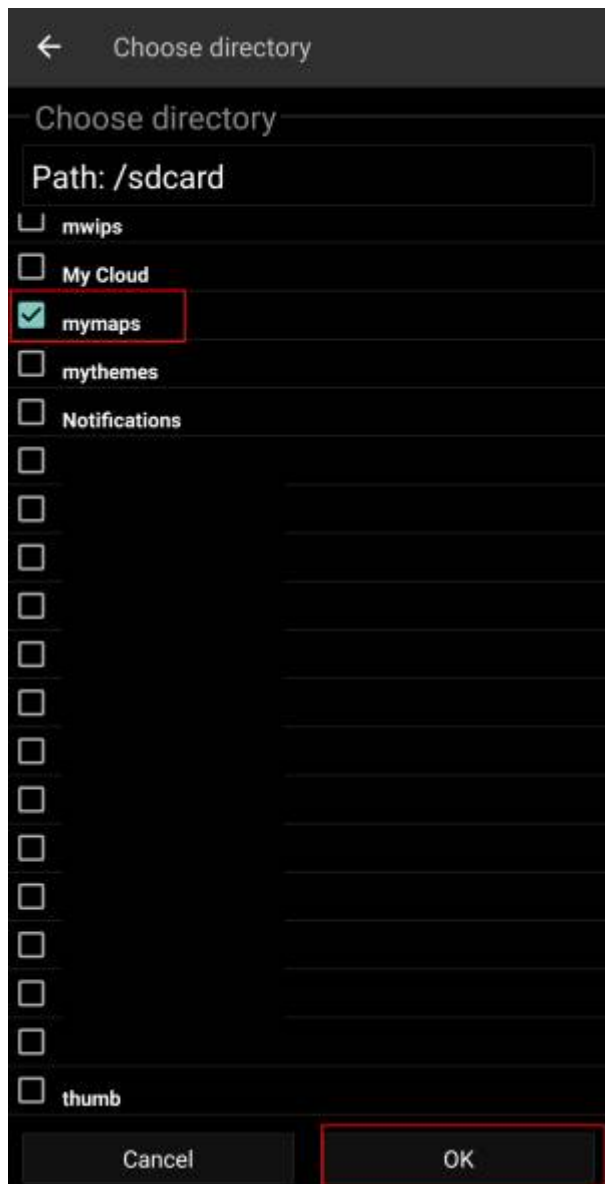 Choose directory
Choose directory
Path: /sdcard
mwips
My Cloud
mymaps
mythemes
Notifications
thumb
Cancel
OK